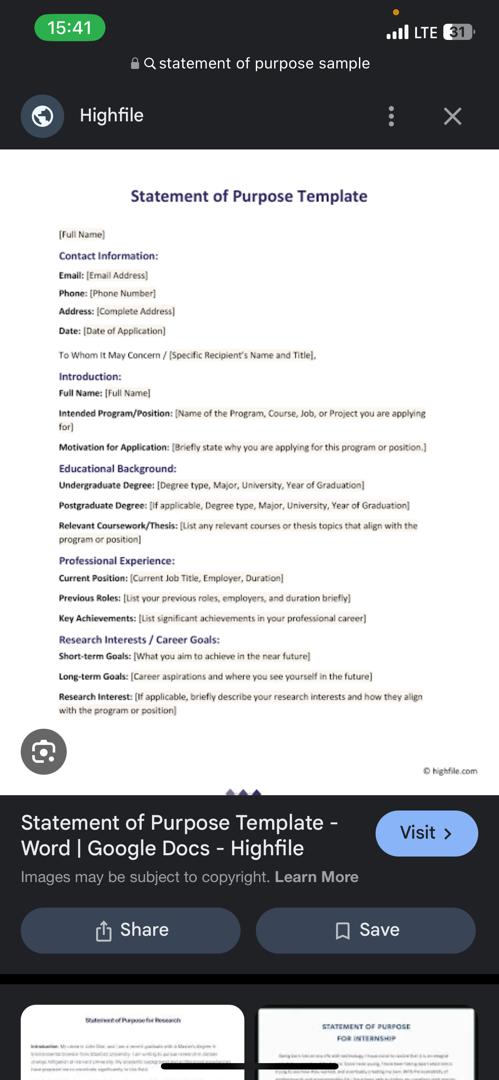 15:41
LTE 31
statement of purpose sample
Highfile
Statement of Purpose Template
[Full Name]
Contact Information:
Email: [Email Address]
Phone: [Phone Number]
Address: [Complete Address]
Date: [Date of Application]
To Whom It May Concern / [Specific Recipient's Name and Title],
Introduction:
Full Name: [Full Name]
Intended Program/Position: [Name of the Program, Course, Job, or Project you are applying
for]
Motivation for Application: [Briefly state why you are applying for this program or position.]
Educational Background:
Undergraduate Degree: [Degree type, Major, University, Year of Graduation]
Postgraduate Degree: [If applicable, Degree type, Major, University, Year of Graduation]
Relevant Coursework/Thesis: [List any relevant courses or thesis topics that align with the
program or position]
Professional Experience:
Current Position: [Current Job Title, Employer, Duration]
Previous Roles: [List your previous roles, employers, and duration briefly]
Key Achievements: [List significant achievements in your professional career]
Research Interests / Career Goals:
Short-term Goals: [What you aim to achieve in the near future]
Long-term Goals: [Career aspirations and where you see yourself in the future]
Research Interest: [If applicable, briefly describe your research interests and how they align
with the program or position]
© highfile.com
Statement of Purpose Template -
Word | Google Docs - Highfile
Visit >
Images may be subject to copyright. Learn More
Share
Save
Statement of Purpose for Research
STATEMENT OF PURPOSE
FOR INTERNSHIP